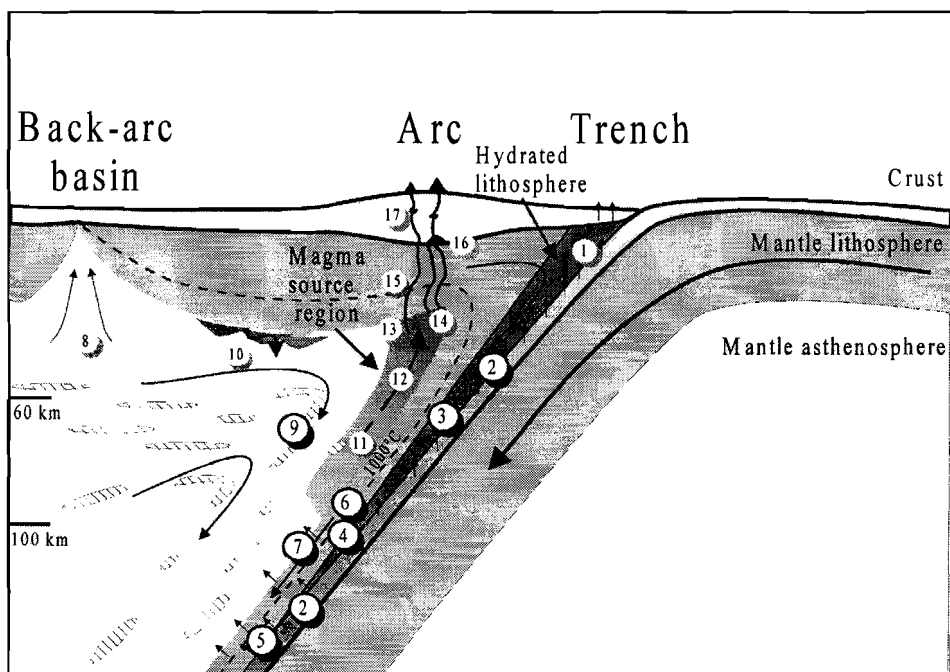 Back-arc
basin
Arc
Trench
Hydrated
lithosphere
Crust
17
16
1
Mantle lithosphere
Magma
source
region
15
14
13
8
10
Mantle asthenosphere
12
2
60 km
3
9
11
1000°C
6
100 km
4
7
2
5